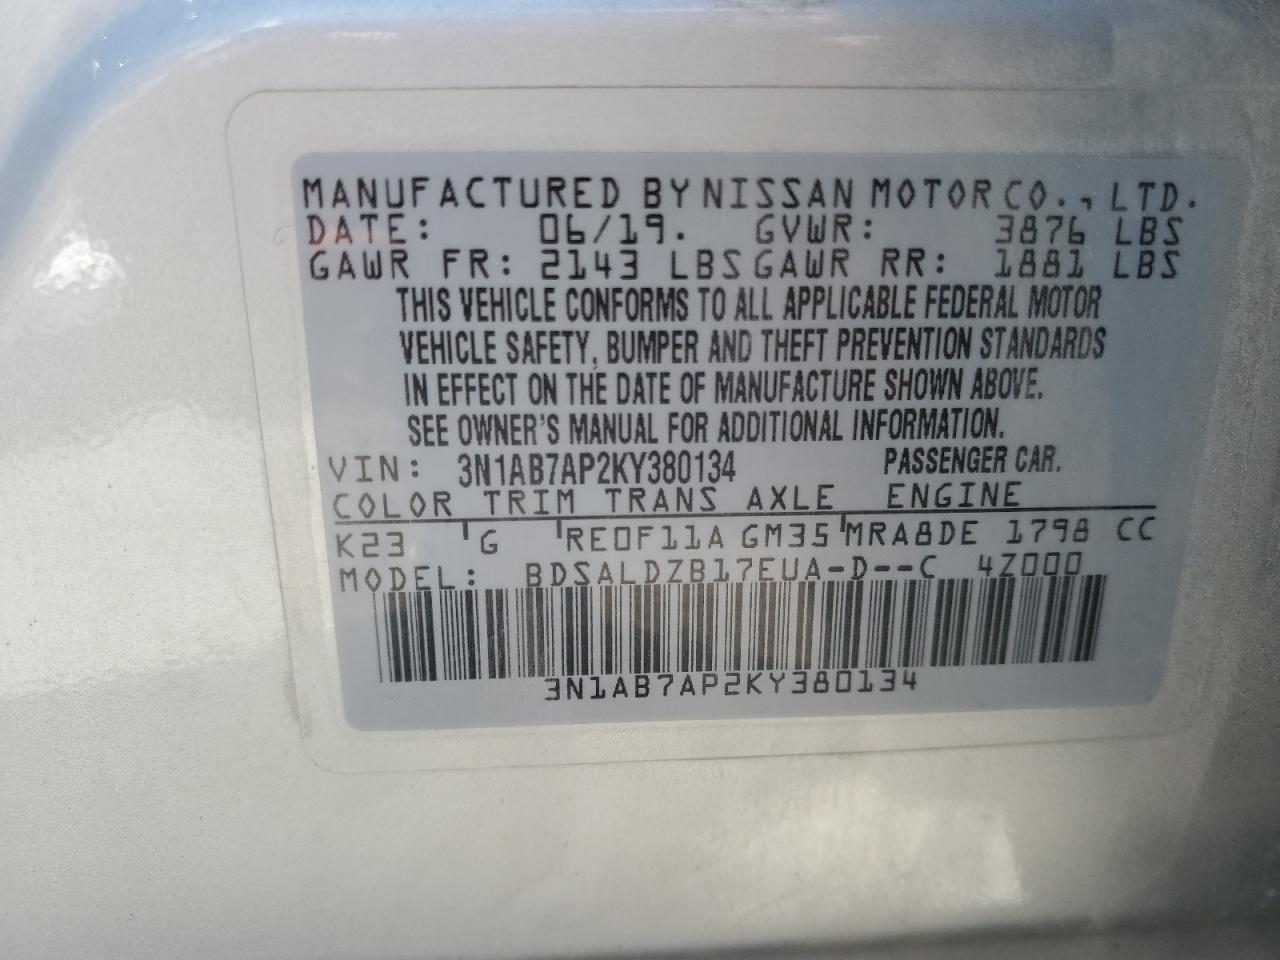 MANUFACTURED BY NISSAN MOTOR CO., LTD.
DATE: 06/19. GVWR: 3876 LBS
GAWR FR: 2143 LBS GAWR RR: 1881 LBS
THIS VEHICLE CONFORMS TO ALL APPLICABLE FEDERAL MOTOR
VEHICLE SAFETY, BUMPER AND THEFT PREVENTION STANDARDS
IN EFFECT ON THE DATE OF MANUFACTURE SHOWN ABOVE.
SEE OWNER'S MANUAL FOR ADDITIONAL INFORMATION.
VIN: 3N1AB7AP2KY380134 PASSENGER CAR.
COLOR TRIM TRANS AXLE ENGINE
K23 G RE0F11A GM35 MRA8DE 1798 CC
MODEL: BDSALDZB17EUA-D--C 4Z000
3N1AB7AP2KY380134